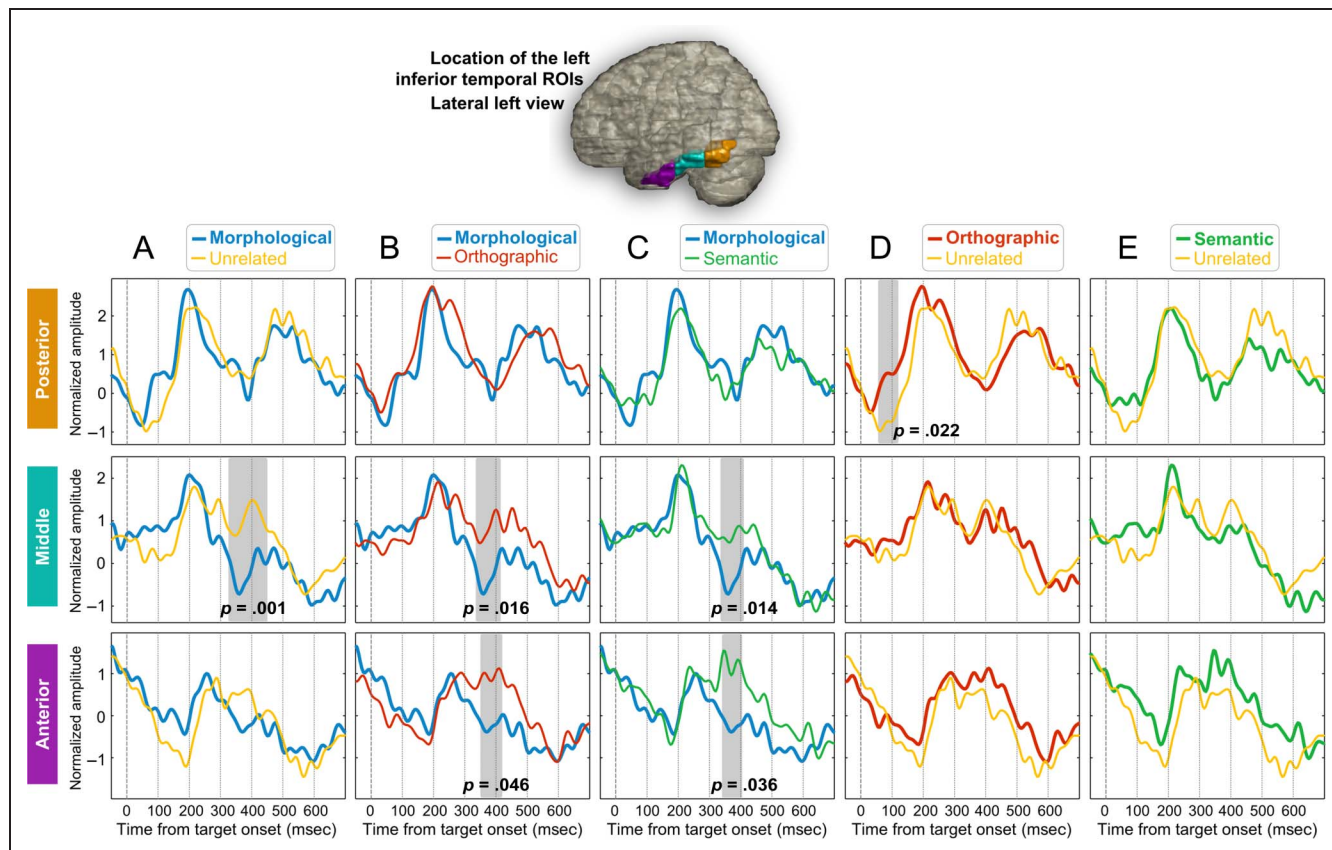 Location of the left
inferior temporal ROIs
Lateral left view
A
Morphological
Unrelated
B
Morphological
Orthographic
C
Morphological
Semantic
D
Orthographic
Unrelated
E
Semantic
Unrelated
Posterior
Normalized amplitude
2
1
0
−1
p = .022
Middle
Normalized amplitude
2
1
0
−1
p = .001
p = .016
p = .014
Anterior
Normalized amplitude
1
0
−1
p = .046
p = .036
0 100 200 300 400 500 600
0 100 200 300 400 500 600
0 100 200 300 400 500 600
0 100 200 300 400 500 600
0 100 200 300 400 500 600
Time from target onset (msec)
Time from target onset (msec)
Time from target onset (msec)
Time from target onset (msec)
Time from target onset (msec)